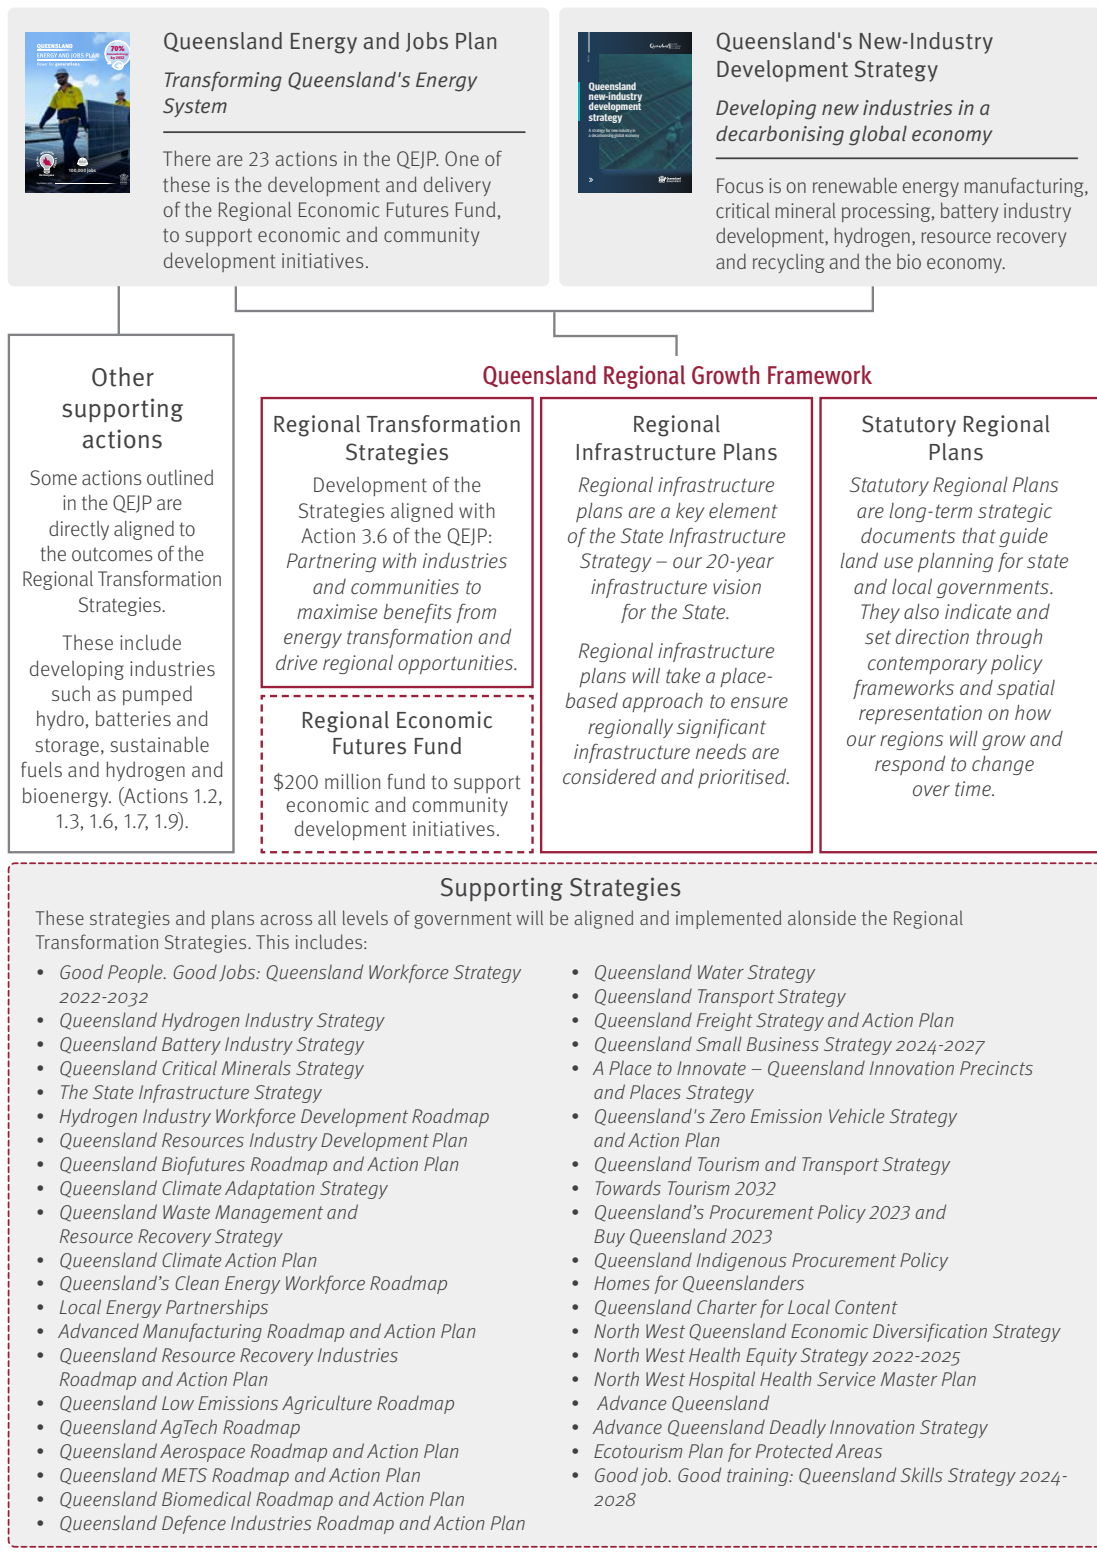 QUEENSLAND
ENERGY AND JOBS PLAN
Power for generations
70%
by 2032
100,000 jobs
Queensland Energy and Jobs Plan
Transforming Queensland's Energy
System
There are 23 actions in the QEJP. One of
these is the development and delivery
of the Regional Economic Futures Fund,
to support economic and community
development initiatives.
Queensland
new-industry
development
strategy
A strategy for new industry in
a decarbonising global economy
Queensland's New-Industry
Development Strategy
Developing new industries in a
decarbonising global economy
Focus is on renewable energy manufacturing,
critical mineral processing, battery industry
development, hydrogen, resource recovery
and recycling and the bio economy.
Other
supporting
actions
Some actions outlined
in the QEJP are
directly aligned to
the outcomes of the
Regional Transformation
Strategies.
These include
developing industries
such as pumped
hydro, batteries and
storage, sustainable
fuels and hydrogen and
bioenergy. (Actions 1.2,
1.3, 1.6, 1.7, 1.9).
Queensland Regional Growth Framework
Regional Transformation
Strategies
Development of the
Strategies aligned with
Action 3.6 of the QEJP:
Partnering with industries
and communities to
maximise benefits from
energy transformation and
drive regional opportunities.
Regional Economic
Futures Fund
$200 million fund to support
economic and community
development initiatives.
Regional
Infrastructure Plans
Regional infrastructure
plans are a key element
of the State Infrastructure
Strategy – our 20-year
infrastructure vision
for the State.
Regional infrastructure
plans will take a place-
based approach to ensure
regionally significant
infrastructure needs are
considered and prioritised.
Statutory Regional
Plans
Statutory Regional Plans
are long-term strategic
documents that guide
land use planning for state
and local governments.
They also indicate and
set direction through
contemporary policy
frameworks and spatial
representation on how
our regions will grow and
respond to change
over time.
Supporting Strategies
These strategies and plans across all levels of government will be aligned and implemented alonside the Regional
Transformation Strategies. This includes:
• Good People. Good Jobs: Queensland Workforce Strategy
2022-2032
• Queensland Hydrogen Industry Strategy
• Queensland Battery Industry Strategy
• Queensland Critical Minerals Strategy
• The State Infrastructure Strategy
• Hydrogen Industry Workforce Development Roadmap
• Queensland Resources Industry Development Plan
• Queensland Biofutures Roadmap and Action Plan
• Queensland Climate Adaptation Strategy
• Queensland Waste Management and
Resource Recovery Strategy
• Queensland Climate Action Plan
• Queensland’s Clean Energy Workforce Roadmap
• Local Energy Partnerships
• Advanced Manufacturing Roadmap and Action Plan
• Queensland Resource Recovery Industries
Roadmap and Action Plan
• Queensland Low Emissions Agriculture Roadmap
• Queensland AgTech Roadmap
• Queensland Aerospace Roadmap and Action Plan
• Queensland METS Roadmap and Action Plan
• Queensland Biomedical Roadmap and Action Plan
• Queensland Defence Industries Roadmap and Action Plan
• Queensland Water Strategy
• Queensland Transport Strategy
• Queensland Freight Strategy and Action Plan
• Queensland Small Business Strategy 2024-2027
• A Place to Innovate – Queensland Innovation Precincts
and Places Strategy
• Queensland's Zero Emission Vehicle Strategy
and Action Plan
• Queensland Tourism and Transport Strategy
• Towards Tourism 2032
• Queensland’s Procurement Policy 2023 and
Buy Queensland 2023
• Queensland Indigenous Procurement Policy
• Homes for Queenslanders
• Queensland Charter for Local Content
• North West Queensland Economic Diversification Strategy
• North West Health Equity Strategy 2022-2025
• North West Hospital Health Service Master Plan
• Advance Queensland
• Advance Queensland Deadly Innovation Strategy
• Ecotourism Plan for Protected Areas
• Good job. Good training: Queensland Skills Strategy 2024-
2028